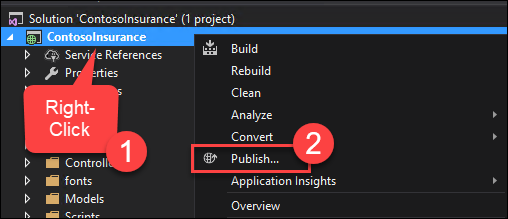 Solution 'ContosoInsurance' (1 project)
ContosoInsurance
Service References
Properties
Right-
Click
1
Controll
fonts
Models
Scripts
Build
Rebuild
Clean
Analyze
Convert
2
Publish...
Application Insights
Overview